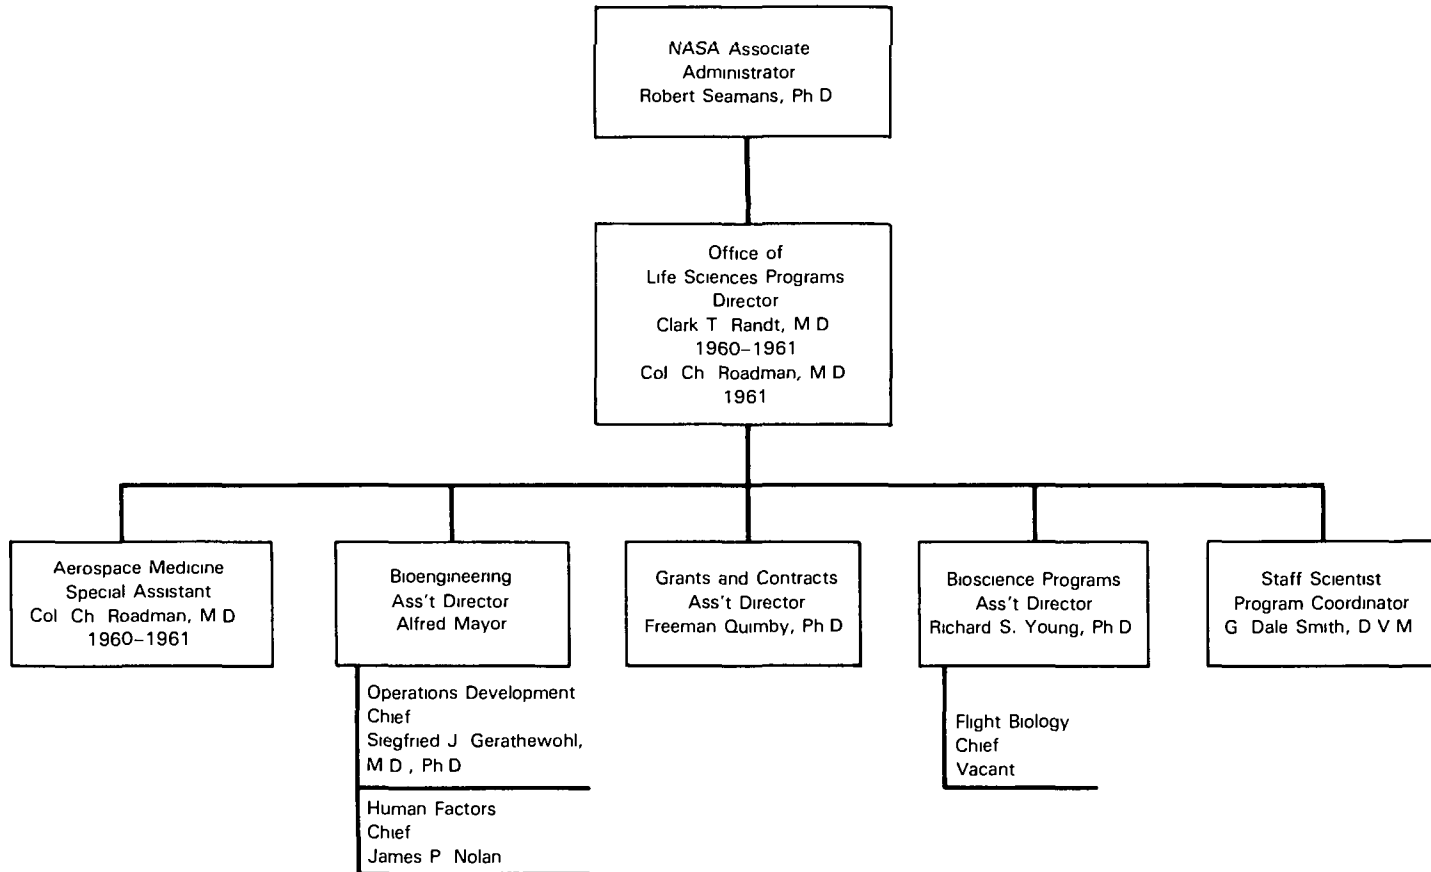 NASA Associate
Administrator
Robert Seamans, Ph D
Office of
Life Sciences Programs
Director
Clark T Randt, M D
1960–1961
Col Ch Roadman, M D
1961
Aerospace Medicine
Special Assistant
Col Ch Roadman, M D
1960–1961
Bioengineering
Ass't Director
Alfred Mayor
Grants and Contracts
Ass't Director
Freeman Quimby, Ph D
Bioscience Programs
Ass't Director
Richard S. Young, Ph D
Staff Scientist
Program Coordinator
G Dale Smith, D V M
Operations Development
Chief
Siegfried J Gerathewohl,
M D , Ph D
Human Factors
Chief
James P Nolan
Flight Biology
Chief
Vacant